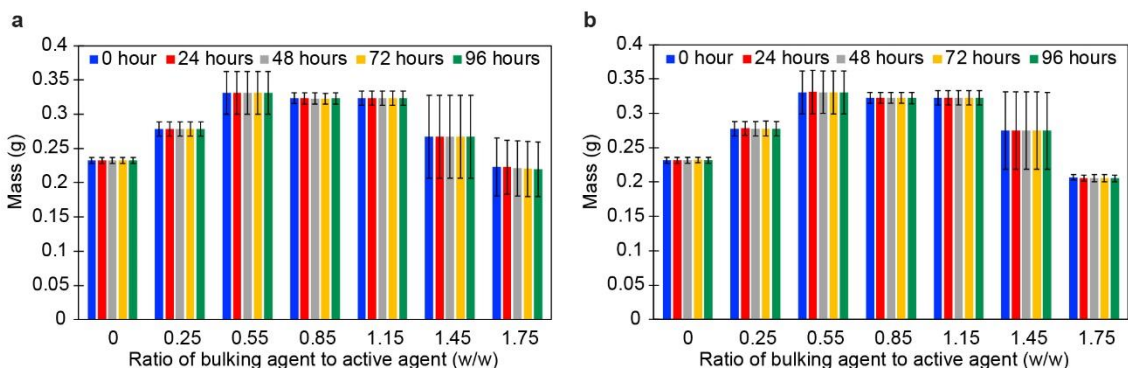 a
0.4
0 hour 24 hours 48 hours 72 hours 96 hours
0.35
0.3
0.25
0.2
0.15
0.1
0.05
0
Mass (g)
0 0.25 0.55 0.85 1.15 1.45 1.75
Ratio of bulking agent to active agent (w/w)
b
0.4
0 hour 24 hours 48 hours 72 hours 96 hours
0.35
0.3
0.25
0.2
0.15
0.1
0.05
0
Mass (g)
0 0.25 0.55 0.85 1.15 1.45 1.75
Ratio of bulking agent to active agent (w/w)